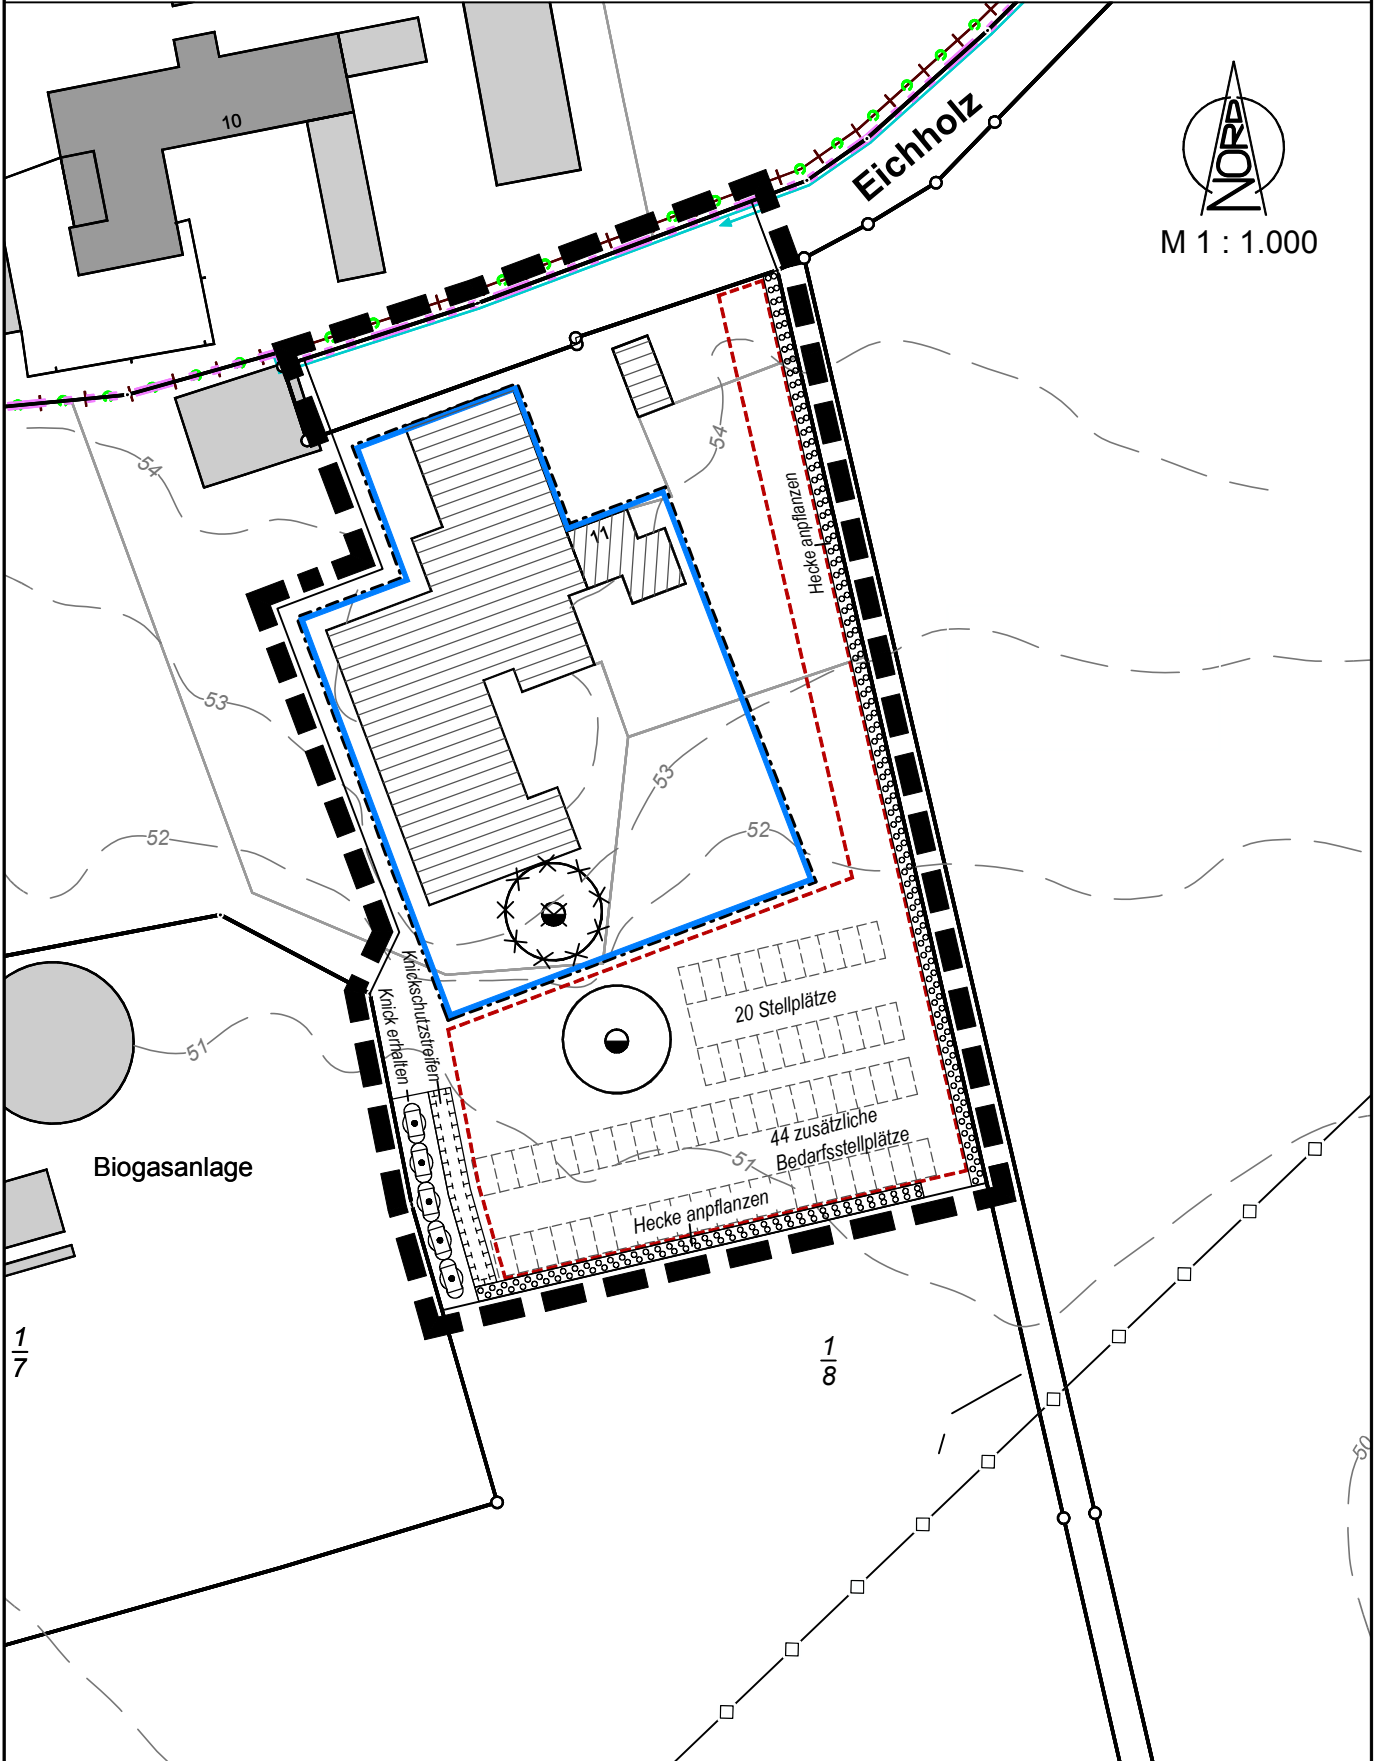 10
Eichholz
NORD
M 1 : 1.000
54
54
Hecke anpflanzen
11
53
53
52
52
Knickschutzstreifen
Knick erhalten
20 Stellplätze
51
44 zusätzliche
Bedarfsstellplätze
51
Biogasanlage
Hecke anpflanzen
1
7
1
8
50